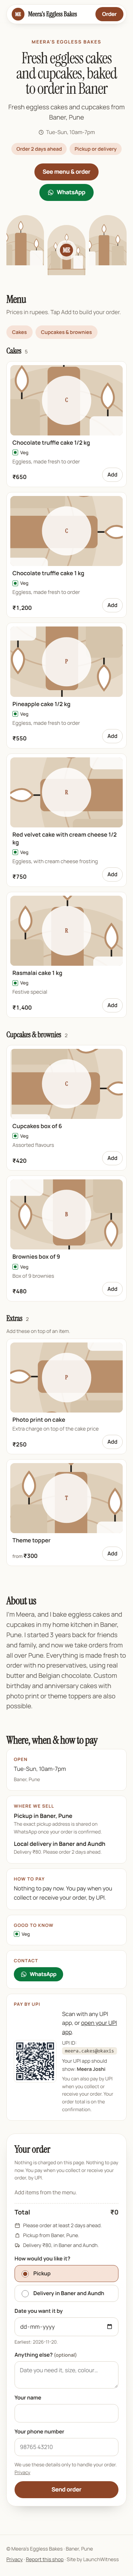 ME Meera's Eggless Bakes Order
MEERA'S EGGLESS BAKES
Fresh eggless cakes
and cupcakes, baked
to order in Baner
Fresh eggless cakes and cupcakes from
Baner, Pune
Tue-Sun, 10am-7pm
Order 2 days ahead Pickup or delivery
See menu & order
WhatsApp
ME
Menu
Prices in rupees. Tap Add to build your order.
Cakes Cupcakes & brownies
Cakes 5
C
Chocolate truffle cake 1/2 kg
Veg
Eggless, made fresh to order
₹650 Add
C
Chocolate truffle cake 1 kg
Veg
Eggless, made fresh to order
₹1,200 Add
P
Pineapple cake 1/2 kg
Veg
Eggless, made fresh to order
₹550 Add
R
Red velvet cake with cream cheese 1/2
kg
Veg
Eggless, with cream cheese frosting
₹750 Add
R
Rasmalai cake 1 kg
Veg
Festive special
₹1,400 Add
Cupcakes & brownies 2
C
Cupcakes box of 6
Veg
Assorted flavours
₹420 Add
B
Brownies box of 9
Veg
Box of 9 brownies
₹480 Add
Extras 2
Add these on top of an item.
P
Photo print on cake
Extra charge on top of the cake price
₹250 Add
T
Theme topper
from ₹300 Add
About us
I'm Meera, and I bake eggless cakes and
cupcakes in my home kitchen in Baner,
Pune. I started 3 years back for friends
and family, and now we take orders from
all over Pune. Everything is made fresh to
order with no preservatives, using real
butter and Belgian chocolate. Custom
birthday and anniversary cakes with
photo print or theme toppers are also
possible.
Where, when & how to pay
OPEN
Tue-Sun, 10am-7pm
Baner, Pune
WHERE WE SELL
Pickup in Baner, Pune
The exact pickup address is shared on
WhatsApp once your order is confirmed.
Local delivery in Baner and Aundh
Delivery ₹80. Please order 2 days ahead.
HOW TO PAY
Nothing to pay now. You pay when you
collect or receive your order, by UPI.
GOOD TO KNOW
Veg
CONTACT
WhatsApp
PAY BY UPI
Scan with any UPI
app, or open your UPI
app.
UPI ID
meera.cakes@okaxis
Your UPI app should
show: Meera Joshi
You can also pay by UPI
when you collect or
receive your order. Your
order total is on the
confirmation.
Your order
Nothing is charged on this page. Nothing to pay
now. You pay when you collect or receive your
order, by UPI.
Add items from the menu
Total ₹0
Please order at least 2 days ahead.
Pickup from Baner, Pune.
Delivery ₹80, in Baner and Aundh.
How would you like it?
Pickup
Delivery in Baner and Aundh
Date you want it by
dd-mm-yyyy
Anything else? (optional)
Take do you need it, size, colour...
Your name
Your phone number
98765 43210
We use these details only to handle your order.
Privacy
Send order
© Meera's Eggless Bakes · Baner, Pune
Privacy · Report this shop · Site by LaunchWitness